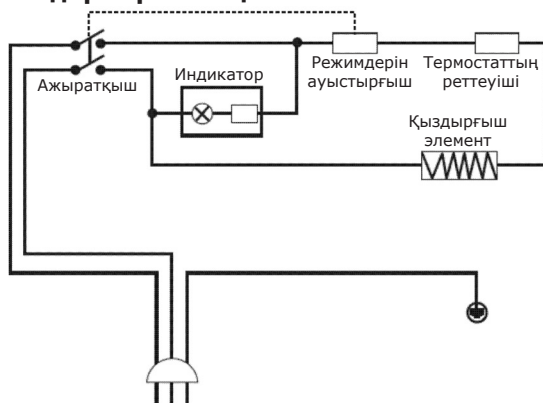 Индикатор
Ажыратқыш
Режимдерін
ауыстырғыш
Термостаттың
реттеуіші
Қыздырғыш
элемент